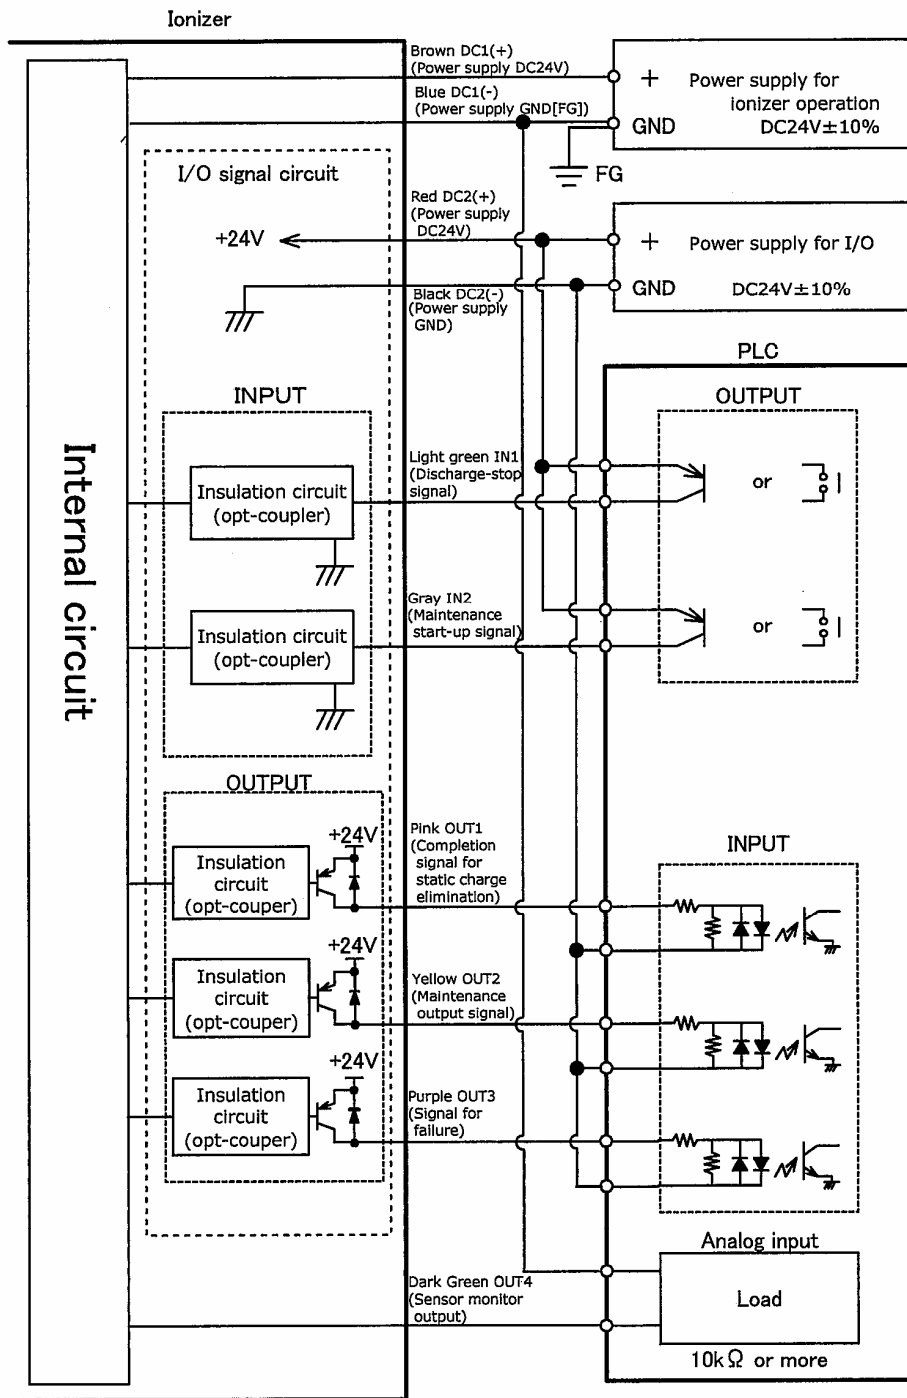 Ionizer
Brown DC1(+)
(Power supply DC24V)
Blue DC1(-)
(Power supply GND[FG])
+
Power supply for
ionizer operation
GND
DC24V±10%
FG
I/O signal circuit
Red DC2(+)
(Power supply
DC24V)
+24V
+
Power supply for I/O
Black DC2(-)
(Power supply
GND)
GND
DC24V±10%
PLC
INPUT
OUTPUT
Internal circuit
Light green IN1
(Discharge-stop
signal)
Insulation circuit
(opt-coupler)
or
Gray IN2
(Maintenance
start-up signal)
Insulation circuit
(opt-coupler)
or
OUTPUT
INPUT
+24V
Pink OUT1
(Completion
signal for
static charge
elimination)
Insulation
circuit
(opt-couper)
+24V
Yellow OUT2
(Maintenance
output signal)
Insulation
circuit
(opt-couper)
+24V
Purple OUT3
(Signal for
failure)
Insulation
circuit
(opt-couper)
Analog input
Dark Green OUT4
(Sensor monitor
output)
Load
10kΩ or more